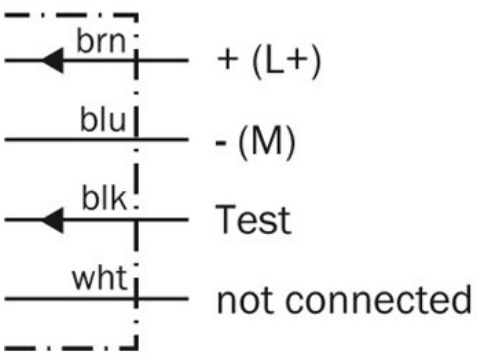 brn + (L+)
blu - (M)
blk Test
wht not connected